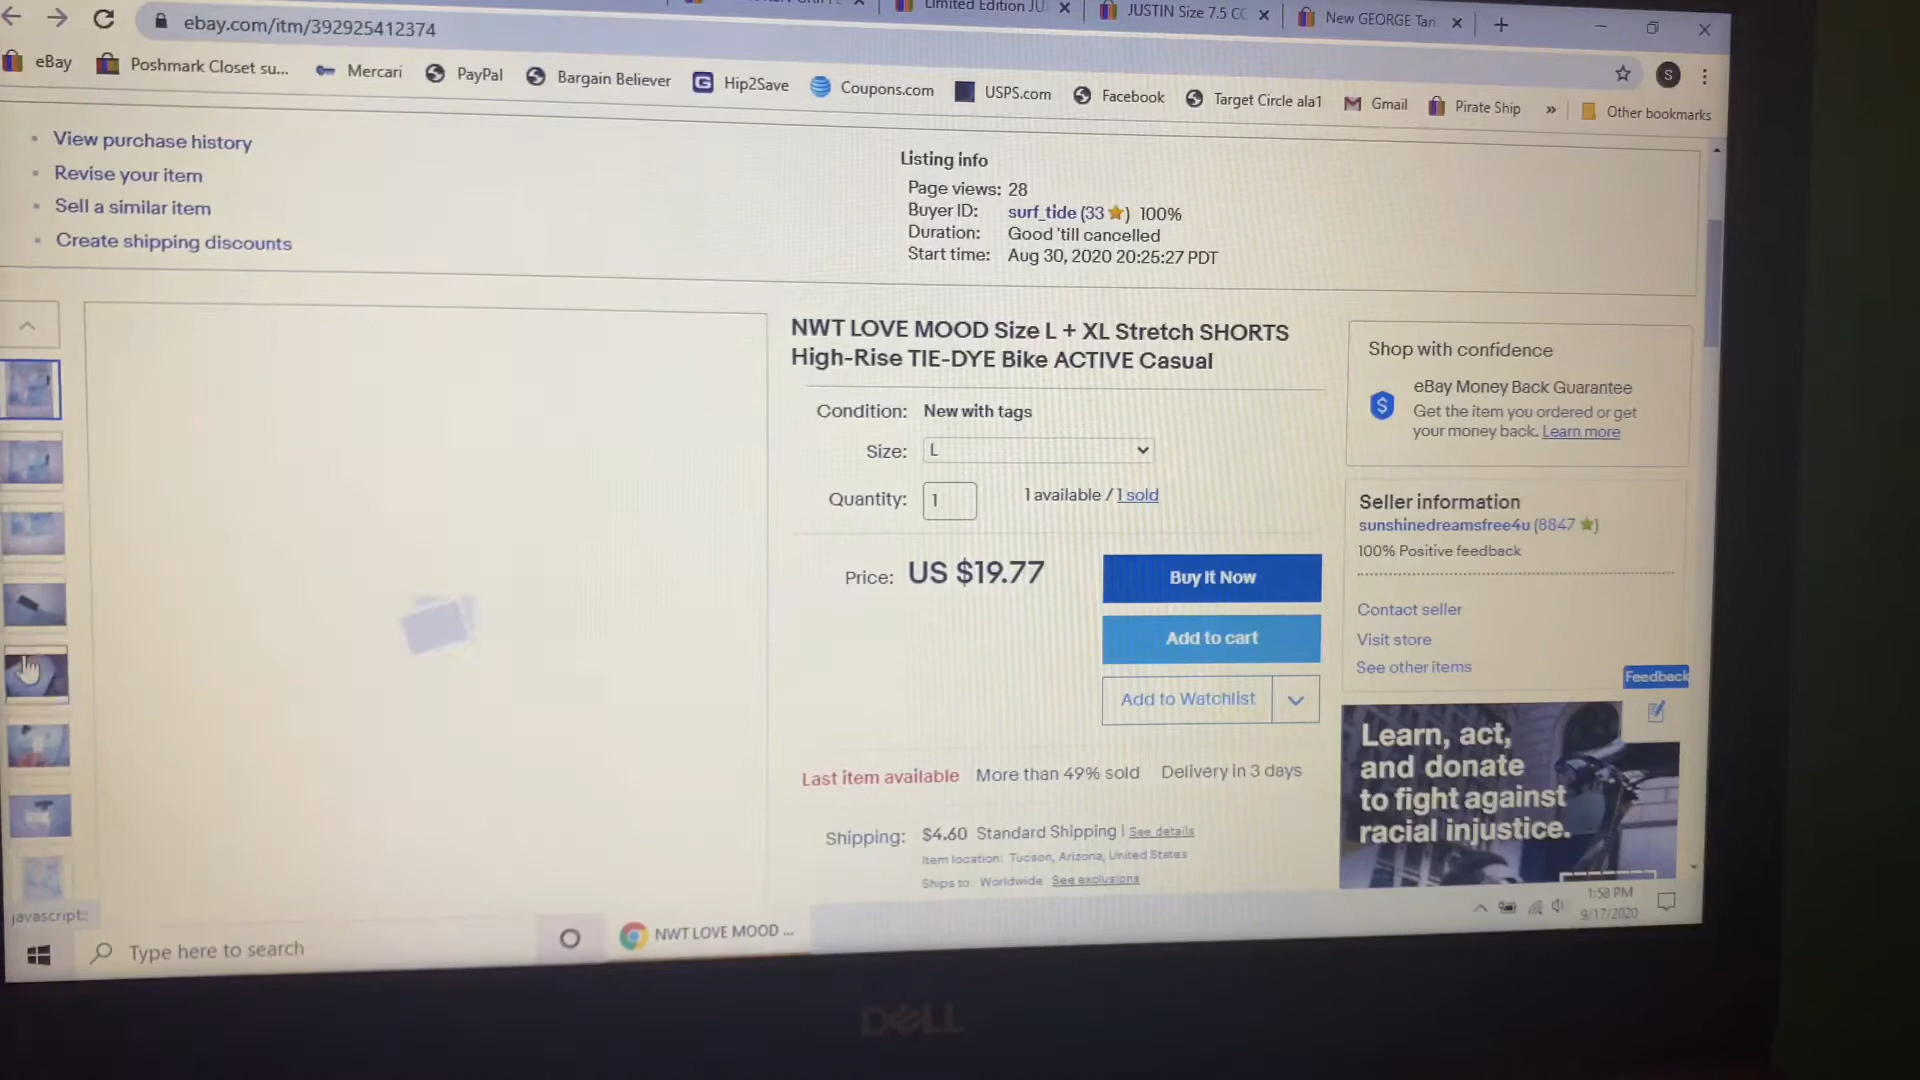 Limited Edition JU
JUSTIN Size 7.5 CC
New GEORGE Tan
ebay.com/itm/392925412374
S
eBay
Poshmark Closet su...
Mercari
PayPal
Bargain Believer
Hip2Save
Coupons.com
USPS.com
Facebook
Target Circle ala1
Gmail
Pirate Ship
»
Other bookmarks
View purchase history
Revise your item
Sell a similar item
Create shipping discounts
Listing info
Page views: 28
Buyer ID: surf_tide (33) 100%
Duration: Good 'till cancelled
Start time: Aug 30, 2020 20:25:27 PDT
NWT LOVE MOOD Size L + XL Stretch SHORTS
High-Rise TIE-DYE Bike ACTIVE Casual
Condition: New with tags
Size: L
Quantity: 1 1 available / 1 sold
Price: US $19.77
Buy It Now
Add to cart
Add to Watchlist
Last item available More than 49% sold Delivery in 3 days
Shipping: $4.60 Standard Shipping | See details
Item location: Tucson, Arizona, United States
Ships to: Worldwide See exclusions
Shop with confidence
eBay Money Back Guarantee
Get the item you ordered or get
your money back. Learn more
Seller information
sunshinedreamsfree4u (8847)
100% Positive feedback
Contact seller
Visit store
See other items
Feedback
Learn, act,
and donate
to fight against
racial injustice.
javascript:;
Type here to search
NWT LOVE MOOD ...
1:58 PM
9/17/2020
DELL